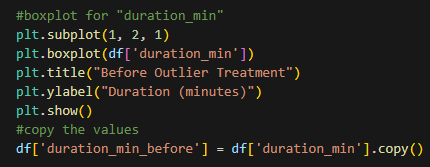 #boxplot for "duration_min"
plt.subplot(1, 2, 1)
plt.boxplot(df['duration_min'])
plt.title("Before Outlier Treatment")
plt.ylabel("Duration (minutes)")
plt.show()
#copy the values
df['duration_min_before'] = df['duration_min'].copy()